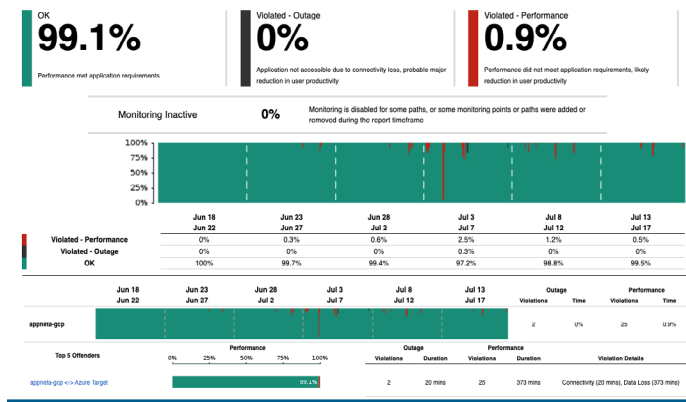 OK
99.1%
Performance met application requirements
Violated - Outage
0%
Application not accessible due to connectivity loss, probable major
reduction in user productivity
Violated - Performance
0.9%
Performance did not meet application requirements, likely
reduction in user productivity
Monitoring Inactive 0% Monitoring is disabled for some paths, or some monitoring points or paths were added or
removed during the report timeframe
100%
75%
50%
25%
0%
Jun 18 Jun 23 Jun 28 Jul 3 Jul 8 Jul 13
Jun 22 Jun 27 Jul 2 Jul 7 Jul 12 Jul 17
Violated - Performance 0% 0.3% 0.6% 2.5% 1.2% 0.5%
Violated - Outage 0% 0% 0% 0.3% 0% 0%
OK 100% 99.7% 99.4% 97.2% 98.8% 99.5%
Jun 18 Jun 23 Jun 28 Jul 3 Jul 8 Jul 13 Outage Performance
Jun 22 Jun 27 Jul 2 Jul 7 Jul 12 Jul 17 Violations Time Violations Time
appneta-gcp 2 0% 25 0.9%
Top 5 Offenders Performance Outage Performance
0% 25% 50% 75% 100% Violations Duration Violations Duration Violation Details
appneta-gcp <-> Azure Target 99.1% 2 20 mins 25 373 mins Connectivity (20 mins), Data Loss (373 mins)